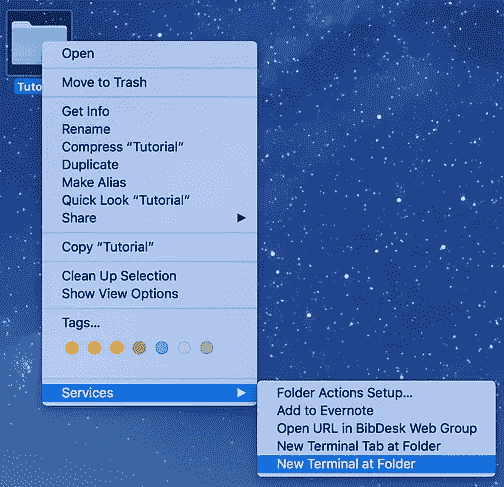 Tuto
Open
Move to Trash
Get Info
Rename
Compress “Tutorial”
Duplicate
Make Alias
Quick Look “Tutorial”
Share
Copy “Tutorial”
Clean Up Selection
Show View Options
Tags...
Services
Folder Actions Setup...
Add to Evernote
Open URL in BibDesk Web Group
New Terminal Tab at Folder
New Terminal at Folder